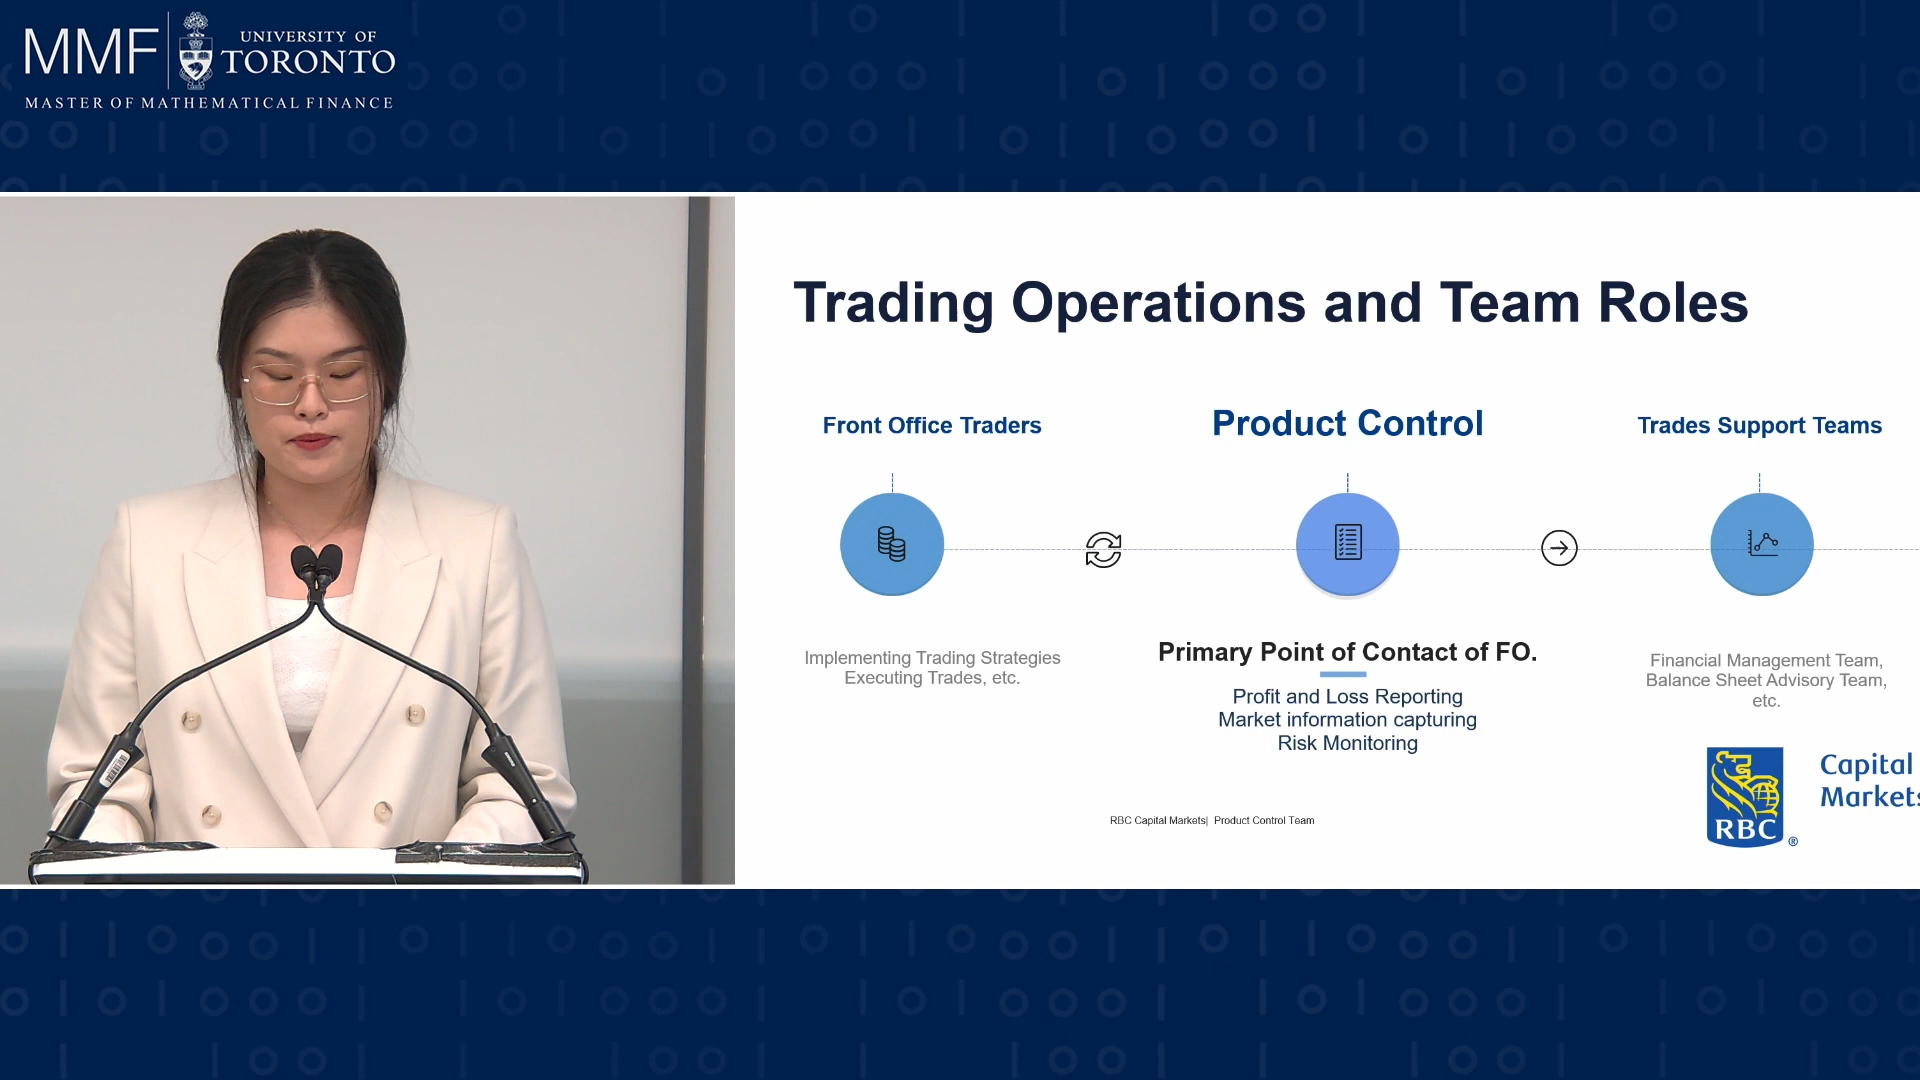 MMF
UNIVERSITY OF
TORONTO
MASTER OF MATHEMATICAL FINANCE
Trading Operations and Team Roles
Front Office Traders
Product Control
Trades Support Teams
Implementing Trading Strategies
Executing Trades, etc.
Primary Point of Contact of FO.
Profit and Loss Reporting
Market information capturing
Risk Monitoring
Financial Management Team,
Balance Sheet Advisory Team,
etc.
RBC Capital Markets| Product Control Team
RBC
®
Capital
Markets